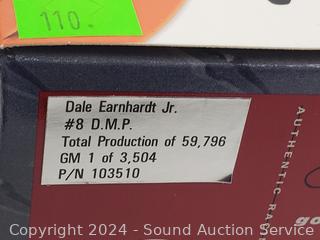 110.
Dale Earnhardt Jr.
#8 D.M.P.
Total Production of 59,796
GM 1 of 3,504
P/N 103510
AUTHENTIC RA
go
Copyright 2024 - Sound Auction Service